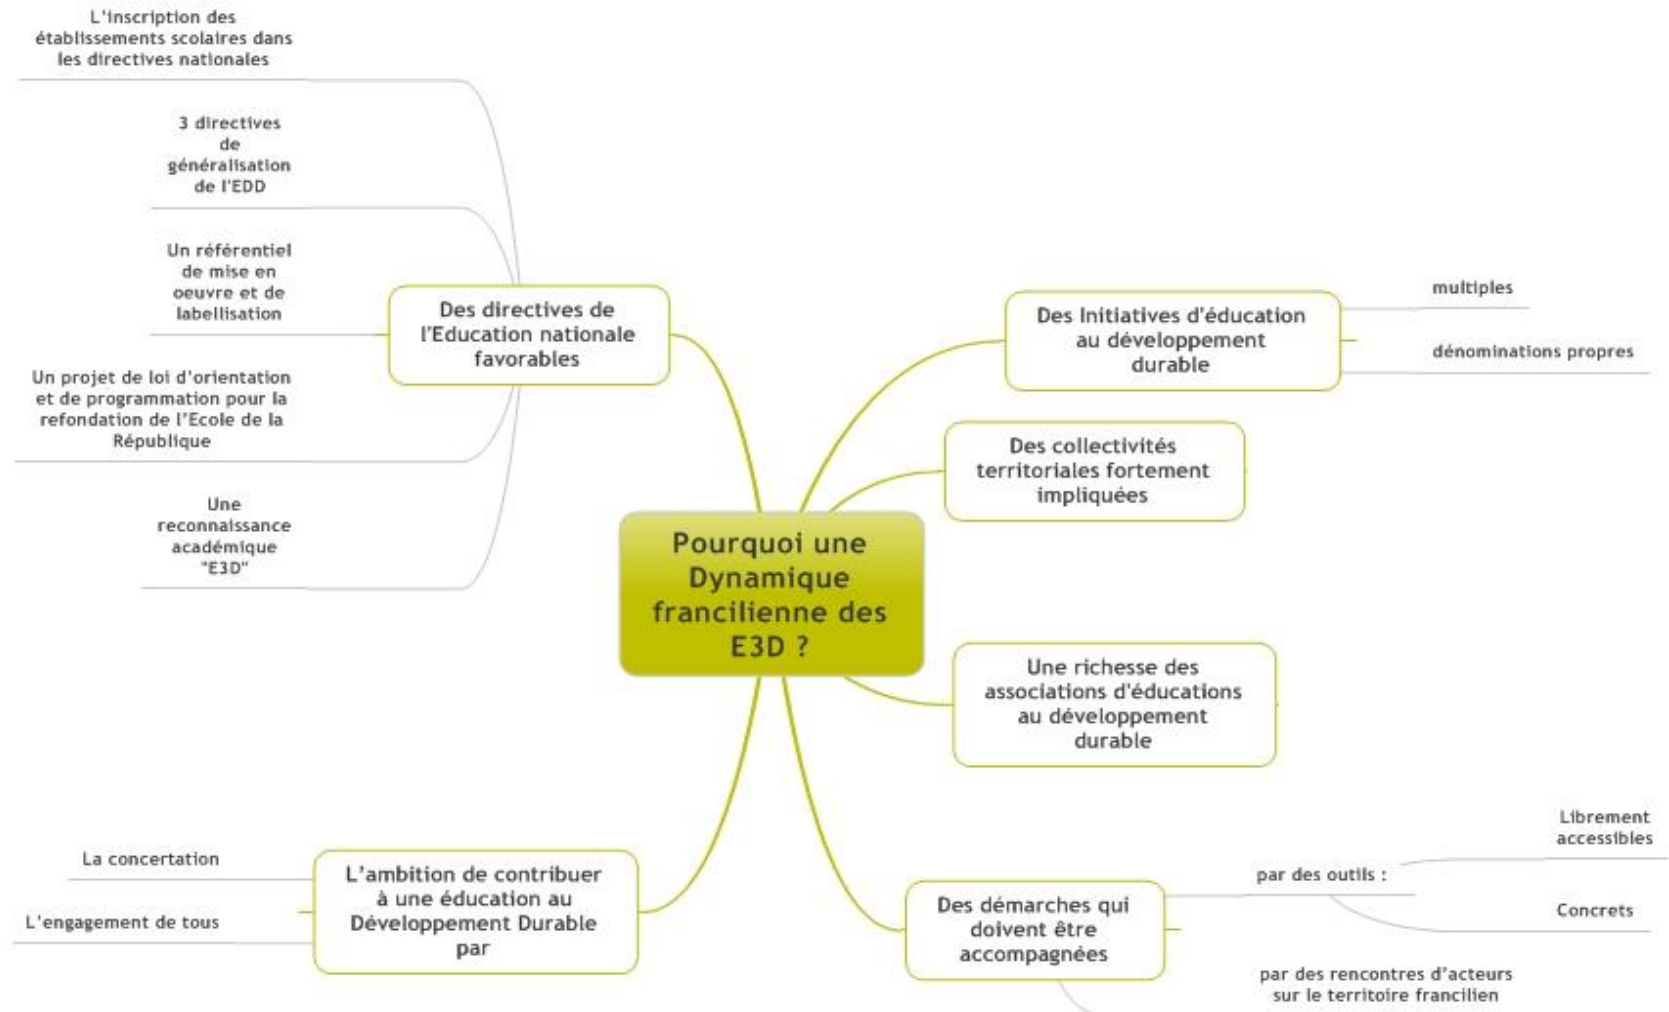 L'inscription des
établissements scolaires dans
les directives nationales
3 directives
de
généralisation
de l'EDD
Un référentiel
de mise en
oeuvre et de
labellisation
Un projet de loi d'orientation
et de programmation pour la
refondation de l'Ecole de la
République
Une
reconnaissance
académique
"E3D"
Des directives de
l'Education nationale
favorables
Pourquoi une
Dynamique
francilienne des
E3D ?
Des Initiatives d'éducation
au développement
durable
multiples
dénominations propres
Des collectivités
territoriales fortement
impliquées
Une richesse des
associations d'éducations
au développement
durable
Des démarches qui
doivent être
accompagnées
par des outils :
Librement
accessibles
Concrets
par des rencontres d'acteurs
sur le territoire francilien
L'ambition de contribuer
à une éducation au
Développement Durable
par
La concertation
L'engagement de tous